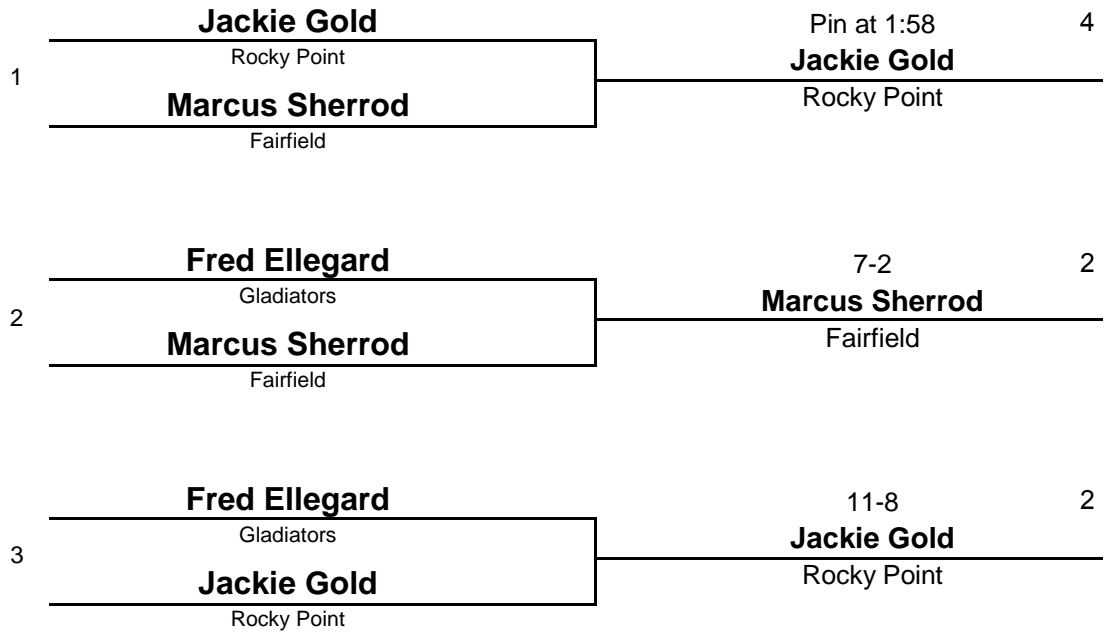 Jackie Gold
Rocky Point
1
Marcus Sherrod
Fairfield
Pin at 1:58 4
Jackie Gold
Rocky Point
Fred Ellegard
Gladiators
2
Marcus Sherrod
Fairfield
7-2 2
Marcus Sherrod
Fairfield
Fred Ellegard
Gladiators
3
Jackie Gold
Rocky Point
11-8 2
Jackie Gold
Rocky Point